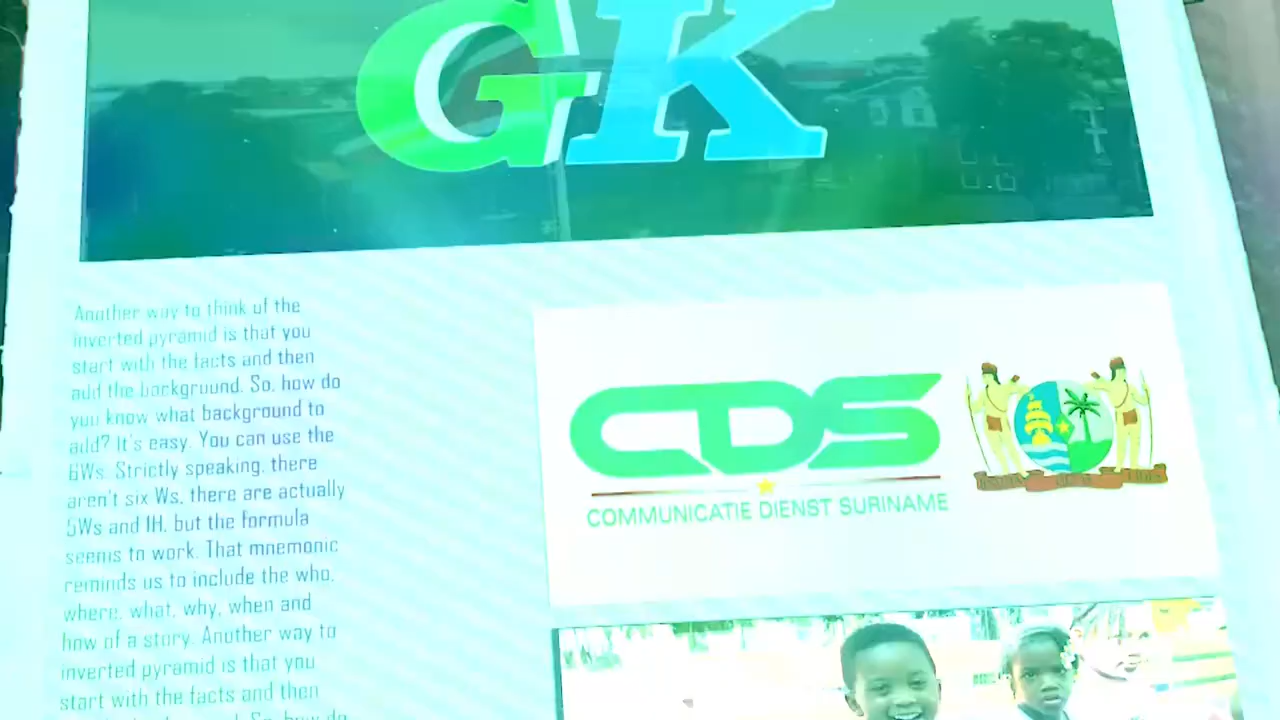 GK
Another way to think of the
inverted pyramid is that you
start with the facts and then
add the background. So, how do
you know what background to
add? It's easy. You can use the
6Ws. Strictly speaking, there
aren't six Ws, there are actually
5Ws and 1H, but the formula
seems to work. That mnemonic
reminds us to include the who,
where, what, why, when and
how of a story. Another way to
inverted pyramid is that you
start with the facts and then
So, how do
CDS
COMMUNICATIE DIENST SURINAME